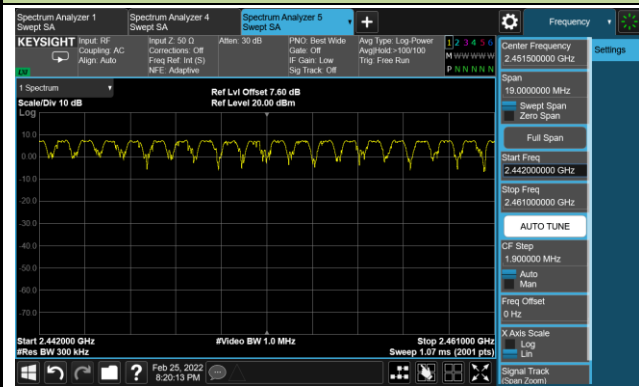 Spectrum Analyzer 1
Swept SA
Spectrum Analyzer 4
Swept SA
Spectrum Analyzer 5
Swept SA
Frequency
KEYSIGHT
Input: RF
Coupling: AC
Align: Auto
Input Z: 50 Ω
Corrections: Off
Freq Ref: Int (S)
NFE: Adaptive
Atten: 30 dB
PNO: Best Wide
Gate: Off
IF Gain: Low
Sig Track: Off
Avg Type: Log-Power
Avg|Hold:>100/100
Trig: Free Run
1 2 3 4 5 6
M W W W W W
P N N N N N
LW
1 Spectrum
Scale/Div 10 dB
Log
Ref Lvl Offset 7.60 dB
Ref Level 20.00 dBm
10.0
0.00
-10.0
-20.0
-30.0
-40.0
-50.0
-60.0
-70.0
Start 2.442000 GHz
#Res BW 300 kHz
#Video BW 1.0 MHz
Stop 2.461000 GHz
Sweep 1.07 ms (2001 pts)
Feb 25, 2022
8:20:13 PM
Center Frequency
2.451500000 GHz
Settings
Span
19.0000000 MHz
Swept Span
Zero Span
Full Span
Start Freq
2.442000000 GHz
Stop Freq
2.461000000 GHz
AUTO TUNE
CF Step
1.900000 MHz
Auto
Man
Freq Offset
0 Hz
X Axis Scale
Log
Lin
Signal Track
(Span Zoom)